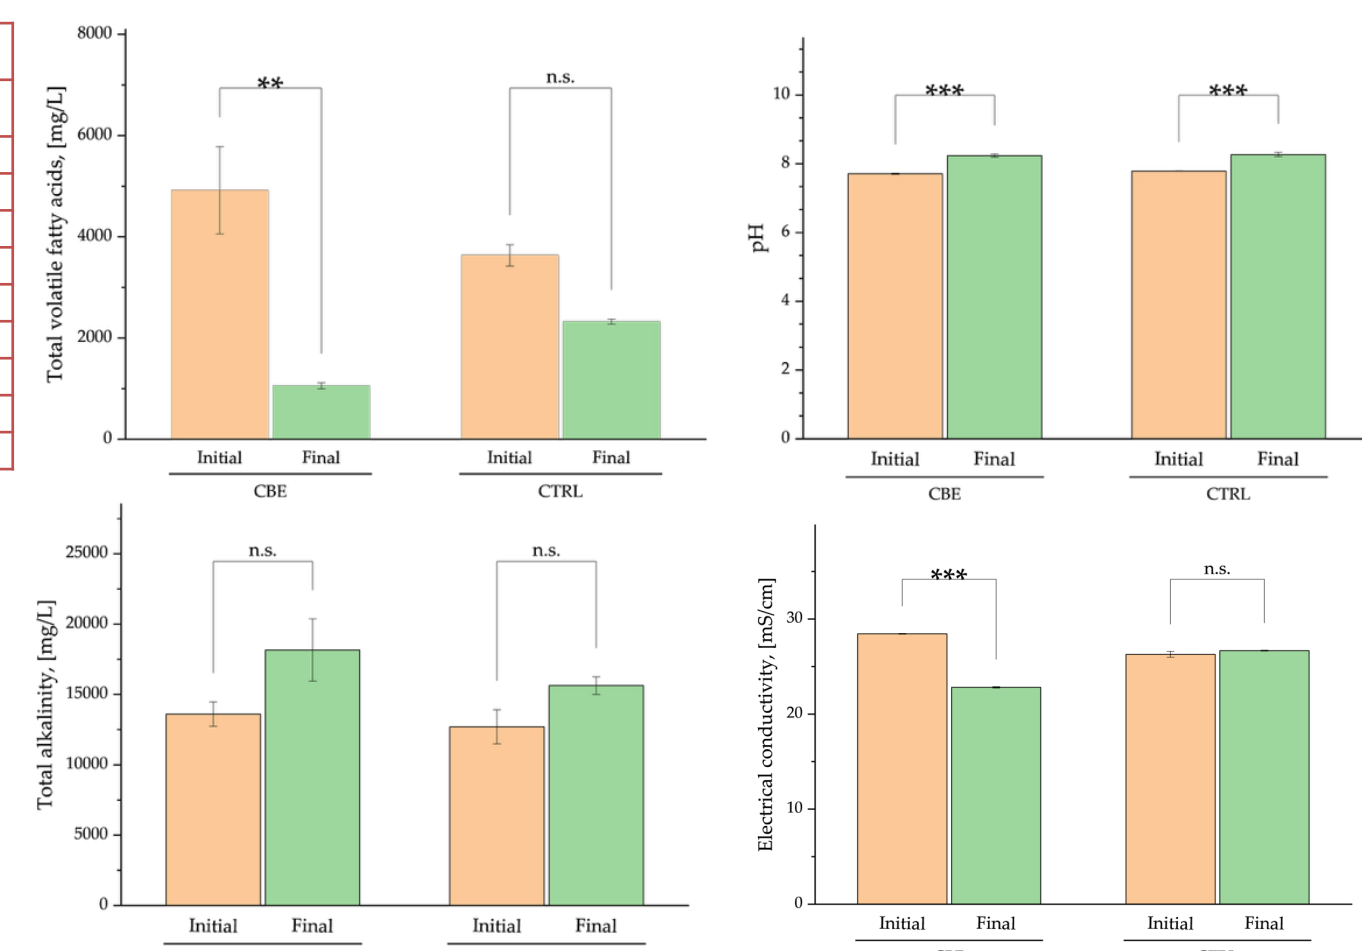 Total volatile fatty acids, [mg/L]
8000
6000
4000
2000
0
**
n.s.
Initial Final Initial Final
CBE CTRL
pH
10
8
6
4
2
0
***
***
Initial Final Initial Final
CBE CTRL
Total alkalinity, [mg/L]
25000
20000
15000
10000
5000
0
n.s.
n.s.
Initial Final Initial Final
Electrical conductivity, [mS/cm]
30
20
10
0
***
n.s.
Initial Final Initial Final